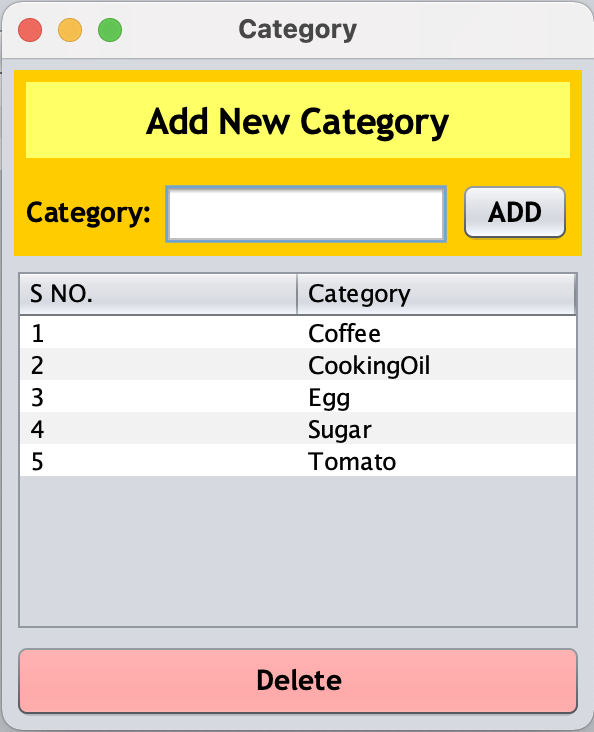 Category
Add New Category
Category: ADD
S NO. Category
1 Coffee
2 CookingOil
3 Egg
4 Sugar
5 Tomato
Delete